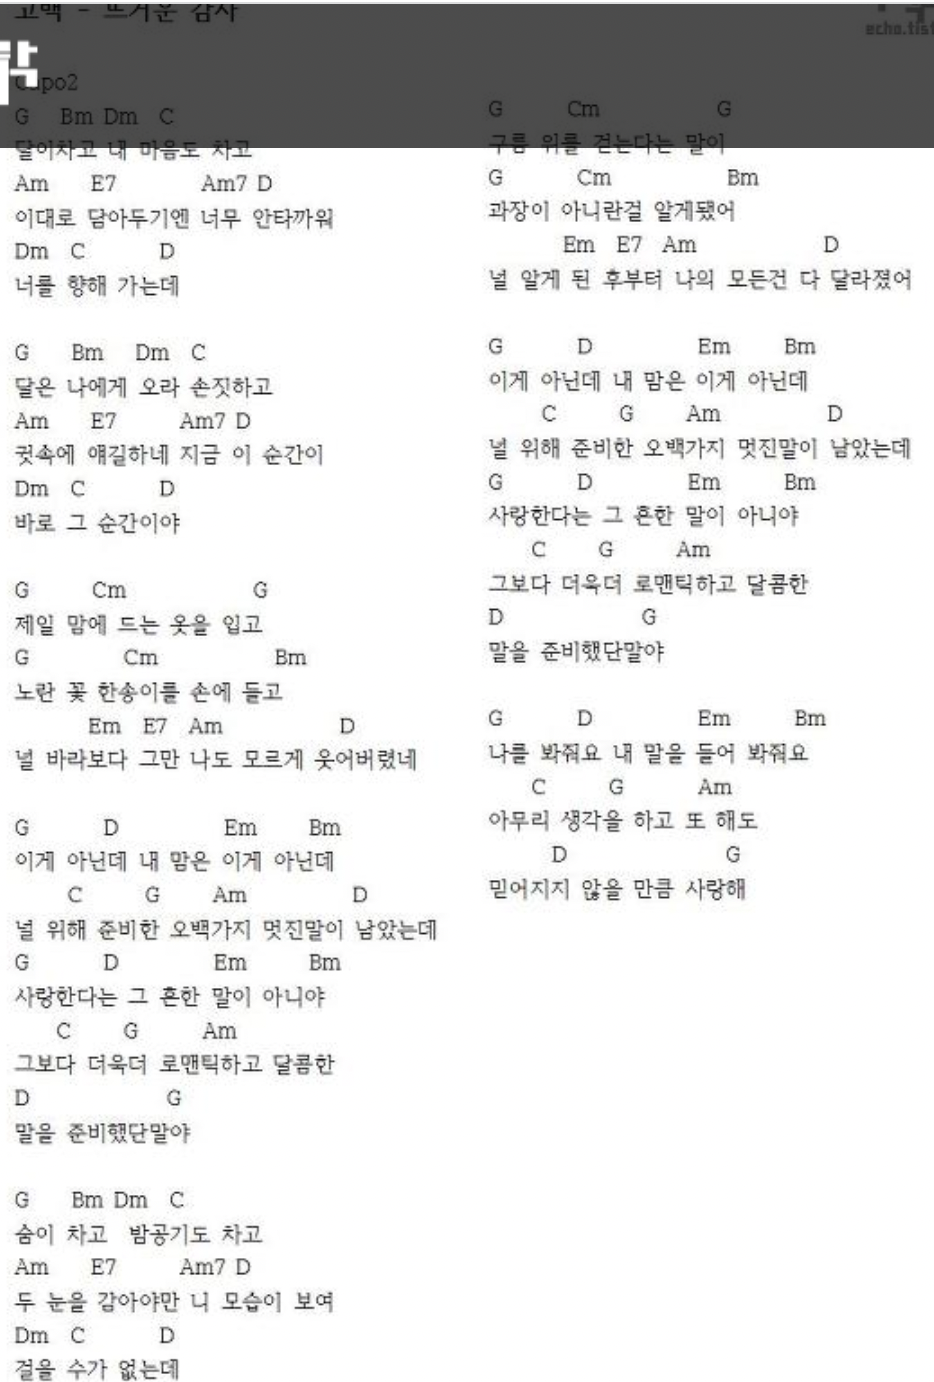 고백 - 뜨거운 감자
echo.tist
Capo2
G Bm Dm C
달이차고 내 마음도 차고
Am E7 Am7 D
이대로 담아두기엔 너무 안타까워
Dm C D
너를 향해 가는데
G Bm Dm C
달은 나에게 오라 손짓하고
Am E7 Am7 D
귓속에 얘길하네 지금 이 순간이
Dm C D
바로 그 순간이야
G Cm G
제일 맘에 드는 옷을 입고
G Cm Bm
노란 꽃 한송이를 손에 들고
Em E7 Am D
널 바라보다 그만 나도 모르게 웃어버렸네
G D Em Bm
이게 아닌데 내 맘은 이게 아닌데
C G Am D
널 위해 준비한 오백가지 멋진말이 남았는데
G D Em Bm
사랑한다는 그 흔한 말이 아니야
C G Am
그보다 더욱더 로맨틱하고 달콤한
D G
말을 준비했단말야
G Bm Dm C
숨이 차고 밤공기도 차고
Am E7 Am7 D
두 눈을 감아야만 니 모습이 보여
Dm C D
걸을 수가 없는데
G Cm G
구름 위를 걷는다는 말이
G Cm Bm
과장이 아니란걸 알게됐어
Em E7 Am D
널 알게 된 후부터 나의 모든건 다 달라졌어
G D Em Bm
이게 아닌데 내 맘은 이게 아닌데
C G Am D
널 위해 준비한 오백가지 멋진말이 남았는데
G D Em Bm
사랑한다는 그 흔한 말이 아니야
C G Am
그보다 더욱더 로맨틱하고 달콤한
D G
말을 준비했단말야
G D Em Bm
나를 봐줘요 내 말을 들어 봐줘요
C G Am
아무리 생각을 하고 또 해도
D G
믿어지지 않을 만큼 사랑해